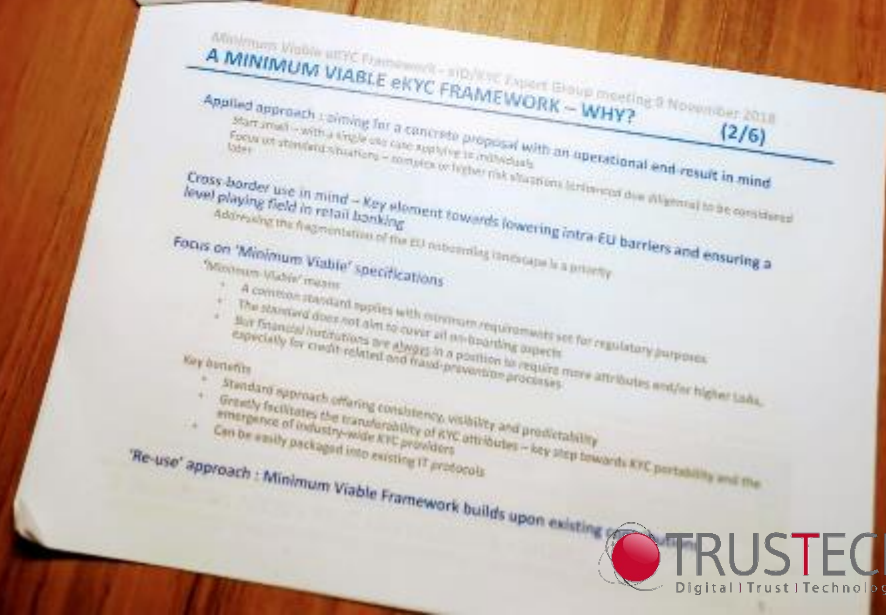 Minimum Viable eKYC Framework - eID/KYC Expert Group meeting 9 November 2018
A MINIMUM VIABLE eKYC FRAMEWORK – WHY?
(2/6)
Applied approach : aiming for a concrete proposal with an operational end-result in mind
Start small – with a single use case applying to individuals
Focus on standard situations – complex or higher risk situations (enhanced due diligence) to be considered
later
Cross-border use in mind – Key element towards lowering intra-EU barriers and ensuring a
level playing field in retail banking
Addressing the fragmentation of the EU onboarding landscape is a priority
Focus on 'Minimum Viable' specifications
'Minimum Viable' means
• A common standard applies with minimum requirements set for regulatory purposes
• The standard does not aim to cover all on-boarding aspects
• But financial institutions are always in a position to require more attributes and/or higher LoAs,
especially for credit-related and fraud-prevention processes
Key benefits
• Standard approach offering consistency, visibility and predictability
• Greatly facilitates the transferability of KYC attributes – key step towards KYC portability and the
emergence of industry-wide KYC providers
• Can be easily packaged into existing IT protocols
'Re-use' approach : Minimum Viable Framework builds upon existing
TRUSTECH
Digital | Trust | Technolog